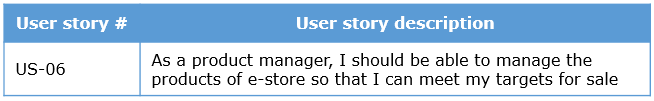 User story # User story description
US-06 As a product manager, I should be able to manage the
products of e-store so that I can meet my targets for sale